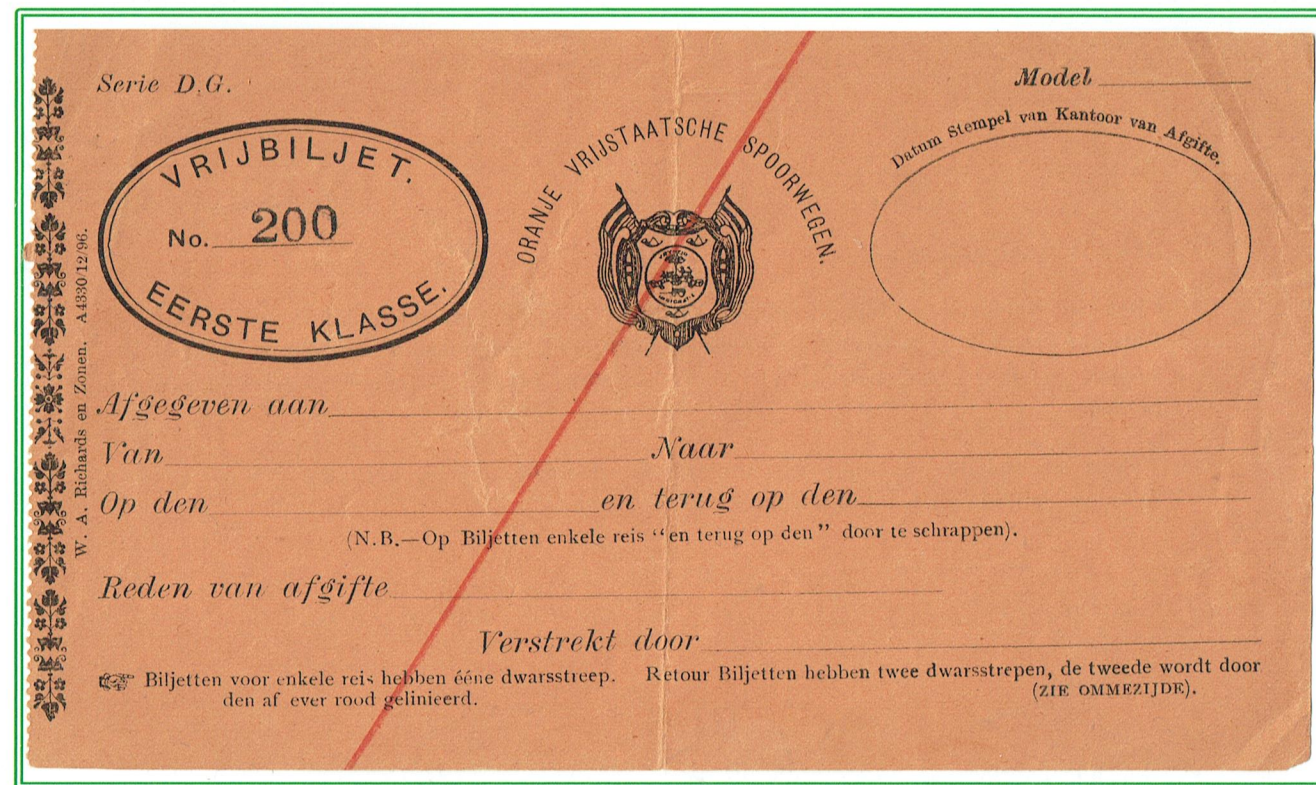 Serie D.G.
Model
VRIJBILJET.
No. 200
EERSTE KLASSE.
ORANJE VRIJSTAATSCHE SPOORWEGEN.
Datum Stempel van Kantoor van Afgifte.
W. A. Richards en Zonen. A4330/12/96.
Afgegeven aan
Van Naar
Op den en terug op den
(N.B.—Op Biljetten enkele reis “en terug op den” door te schrappen).
Reden van afgifte
Verstrekt door
☞ Biljetten voor enkele reis hebben ééne dwarsstreep. Retour Biljetten hebben twee dwarsstrepen, de tweede wordt door
den af ever rood gelinieerd. (ZIE OMMEZIJDE).